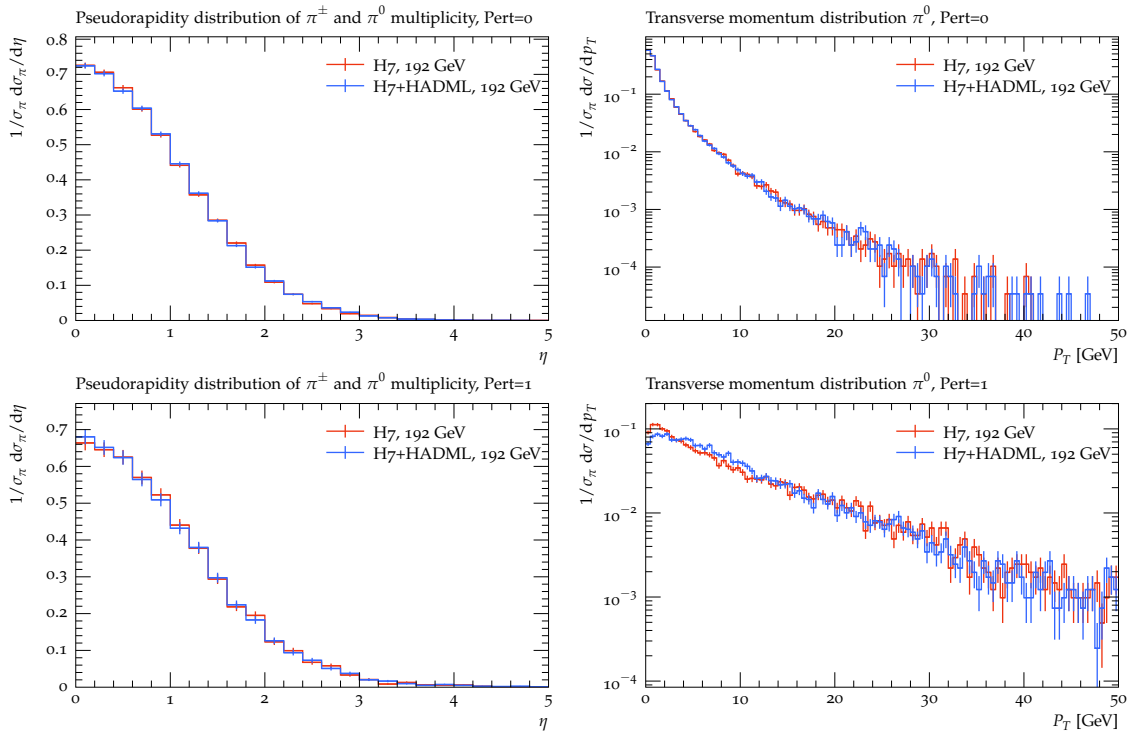 Pseudorapidity distribution of π± and π⁰ multiplicity, Pert=0
1/σπ dσπ/dη
0.8
0.7
0.6
0.5
0.4
0.3
0.2
0.1
0
H7, 192 GeV
H7+HADML, 192 GeV
0 1 2 3 4 5
η
Transverse momentum distribution π⁰, Pert=0
1/σπ dσ/dpT
10⁻¹
10⁻²
10⁻³
10⁻⁴
H7, 192 GeV
H7+HADML, 192 GeV
0 10 20 30 40 50
PT [GeV]
Pseudorapidity distribution of π± and π⁰ multiplicity, Pert=1
1/σπ dσπ/dη
0.7
0.6
0.5
0.4
0.3
0.2
0.1
0
H7, 192 GeV
H7+HADML, 192 GeV
0 1 2 3 4 5
η
Transverse momentum distribution π⁰, Pert=1
1/σπ dσ/dpT
10⁻¹
10⁻²
10⁻³
10⁻⁴
H7, 192 GeV
H7+HADML, 192 GeV
0 10 20 30 40 50
PT [GeV]